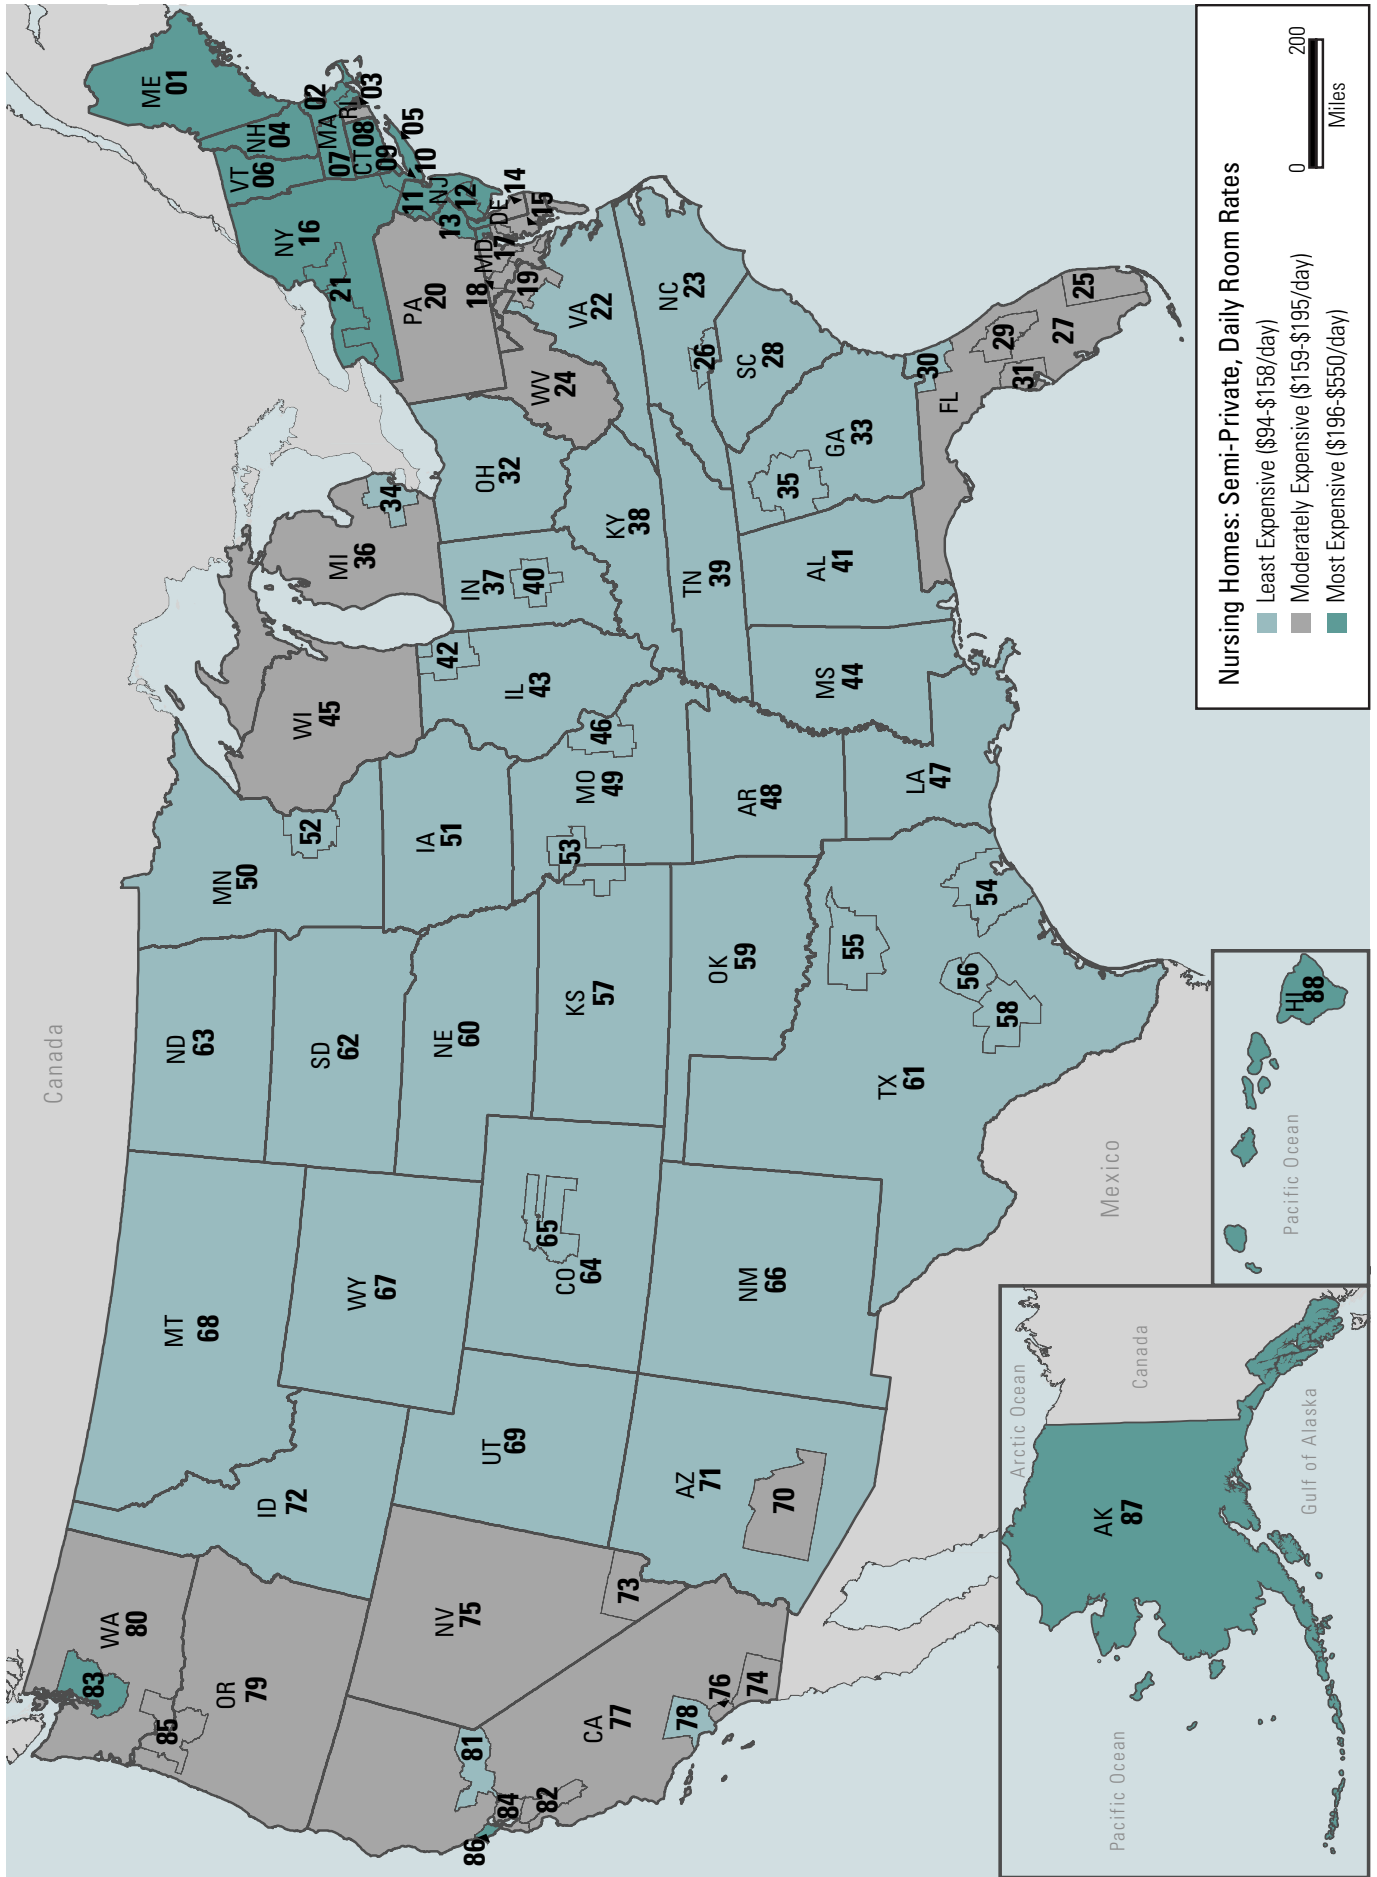 Canada
WA
80
83
85
OR
79
ID
72
MT
68
ND
63
MN
50
52
SD
62
WY
67
NV
75
73
UT
69
CO
64
65
NE
60
KS
57
IA
51
WI
45
MI
36
34
IL
43
42
IN
37
40
OH
32
MO
49
46
53
KY
38
WV
24
PA
20
NY
16
21
VT
06
NH
04
ME
01
02
MA
07
RI
03
CT
08
09
05
10
11
NJ
12
13
DE
14
15
MD
17
18
19
VA
22
NC
23
26
SC
28
TN
39
GA
33
35
AL
41
MS
44
AR
48
LA
47
OK
59
TX
61
55
54
56
58
NM
66
AZ
71
70
CA
77
81
86
84
82
78
76
74
FL
30
29
31
27
25
Mexico
Arctic Ocean
Canada
AK
87
Gulf of Alaska
Pacific Ocean
HI
88
Pacific Ocean
Nursing Homes: Semi-Private, Daily Room Rates
Least Expensive ($94-$158/day)
Moderately Expensive ($159-$195/day)
Most Expensive ($196-$550/day)
0 200
Miles